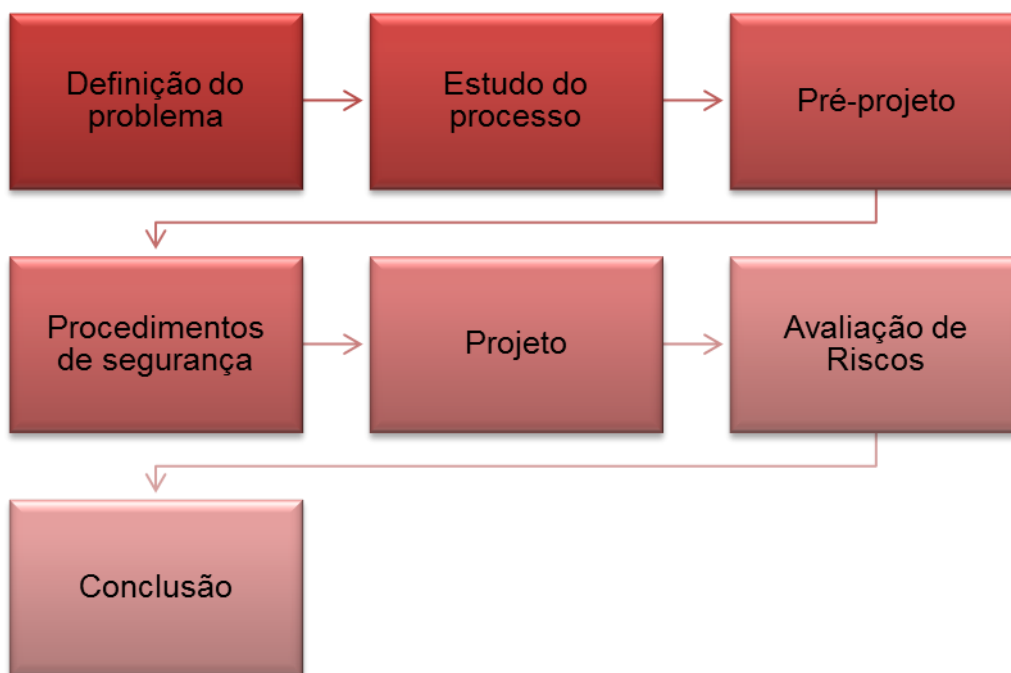 Definição do
problema
Estudo do
processo
Pré-projeto
Procedimentos
de segurança
Projeto
Avaliação de
Riscos
Conclusão